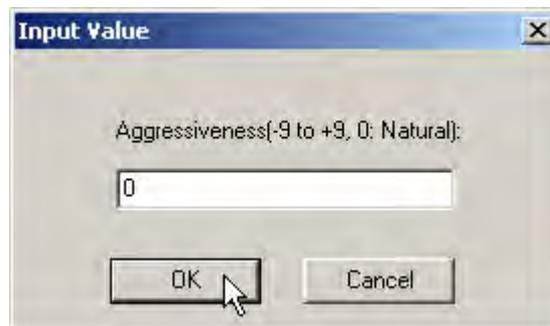 Input Value
Aggressiveness(-9 to +9, 0: Natural):
0
OK
Cancel